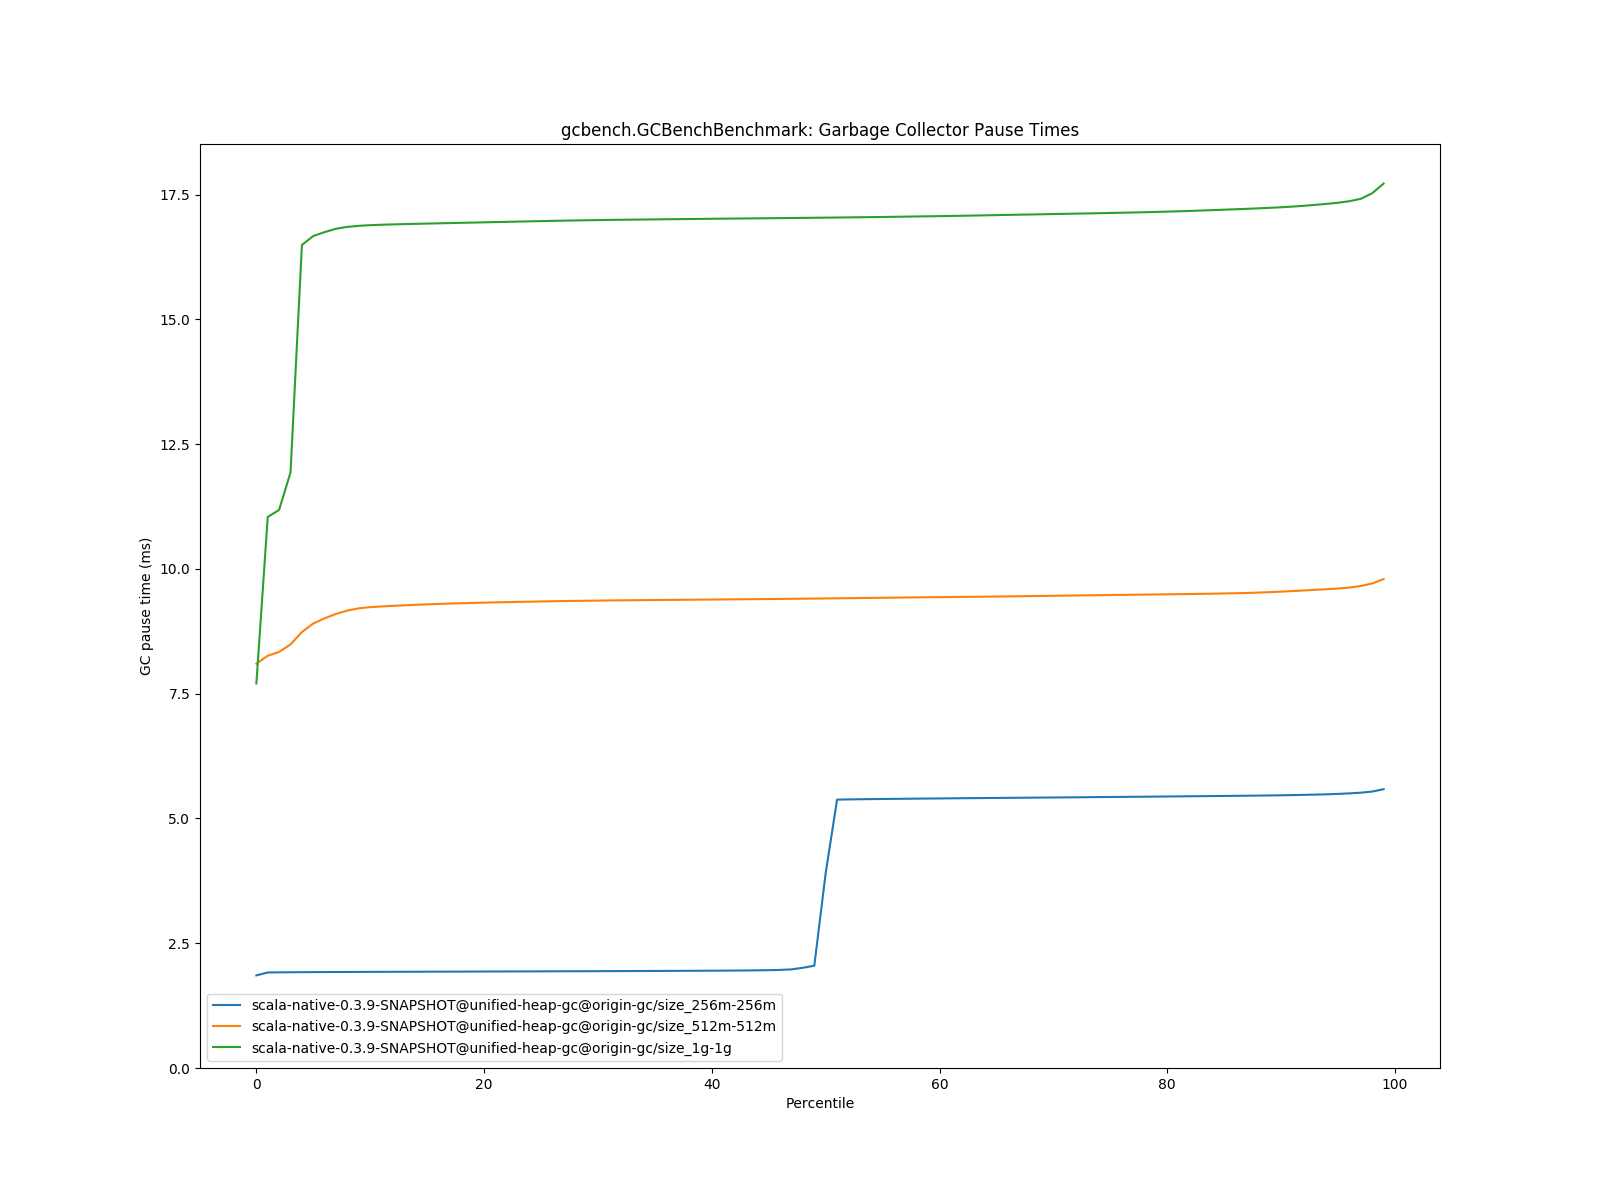 gcbench.GCBenchBenchmark: Garbage Collector Pause Times
GC pause time (ms)
17.5
15.0
12.5
10.0
7.5
5.0
2.5
0.0
scala-native-0.3.9-SNAPSHOT@unified-heap-gc@origin-gc/size_256m-256m
scala-native-0.3.9-SNAPSHOT@unified-heap-gc@origin-gc/size_512m-512m
scala-native-0.3.9-SNAPSHOT@unified-heap-gc@origin-gc/size_1g-1g
0 20 40 60 80 100
Percentile